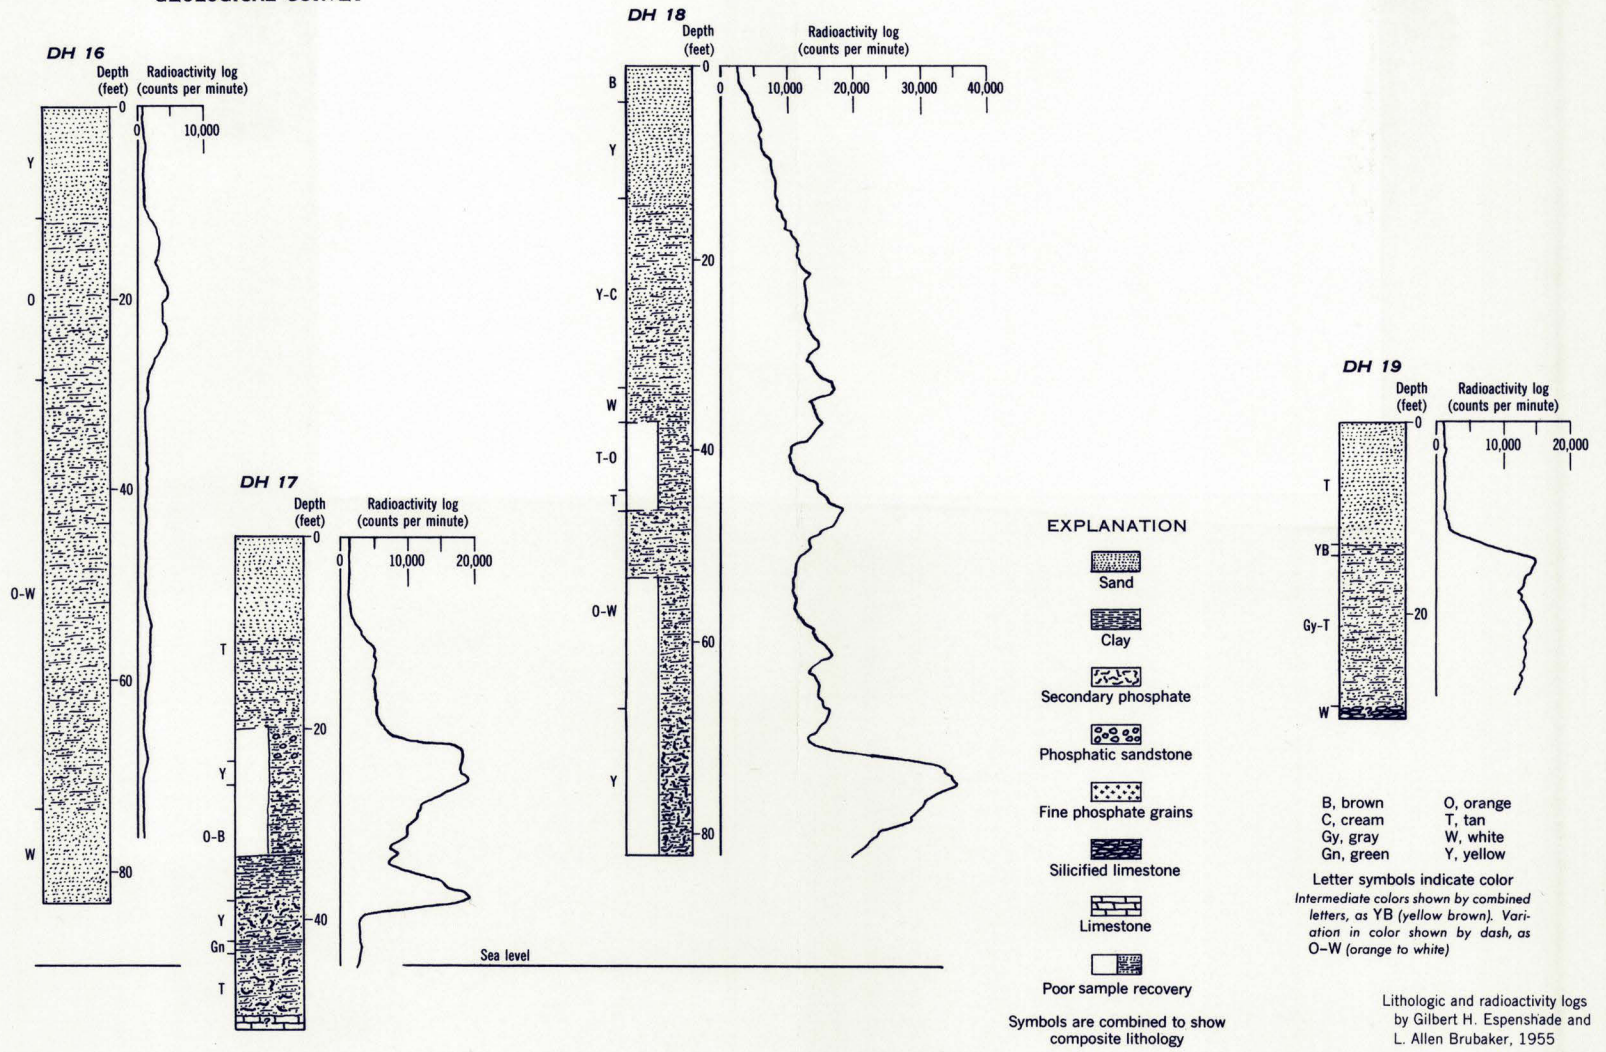 DH 16
Depth
(feet)
Radioactivity log
(counts per minute)
0
0
10,000
Y
O
20
40
O-W
60
W
80
DH 17
Depth
(feet)
Radioactivity log
(counts per minute)
0
0
10,000
20,000
T
20
Y
O-B
Y
40
Gn
T
?
Sea level
DH 18
Depth
(feet)
Radioactivity log
(counts per minute)
0
0
10,000
20,000
30,000
40,000
B
Y
20
Y-C
W
40
T-O
T
O-W
60
Y
80
EXPLANATION
Sand
Clay
Secondary phosphate
Phosphatic sandstone
Fine phosphate grains
Silicified limestone
Limestone
Poor sample recovery
Symbols are combined to show
composite lithology
DH 19
Depth
(feet)
Radioactivity log
(counts per minute)
0
0
10,000
20,000
T
YB
20
Gy-T
W
?
B, brown
C, cream
Gy, gray
Gn, green
O, orange
T, tan
W, white
Y, yellow
Letter symbols indicate color
Intermediate colors shown by combined
letters, as YB (yellow brown). Vari-
ation in color shown by dash, as
O-W (orange to white)
Lithologic and radioactivity logs
by Gilbert H. Espenshade and
L. Allen Brubaker, 1955